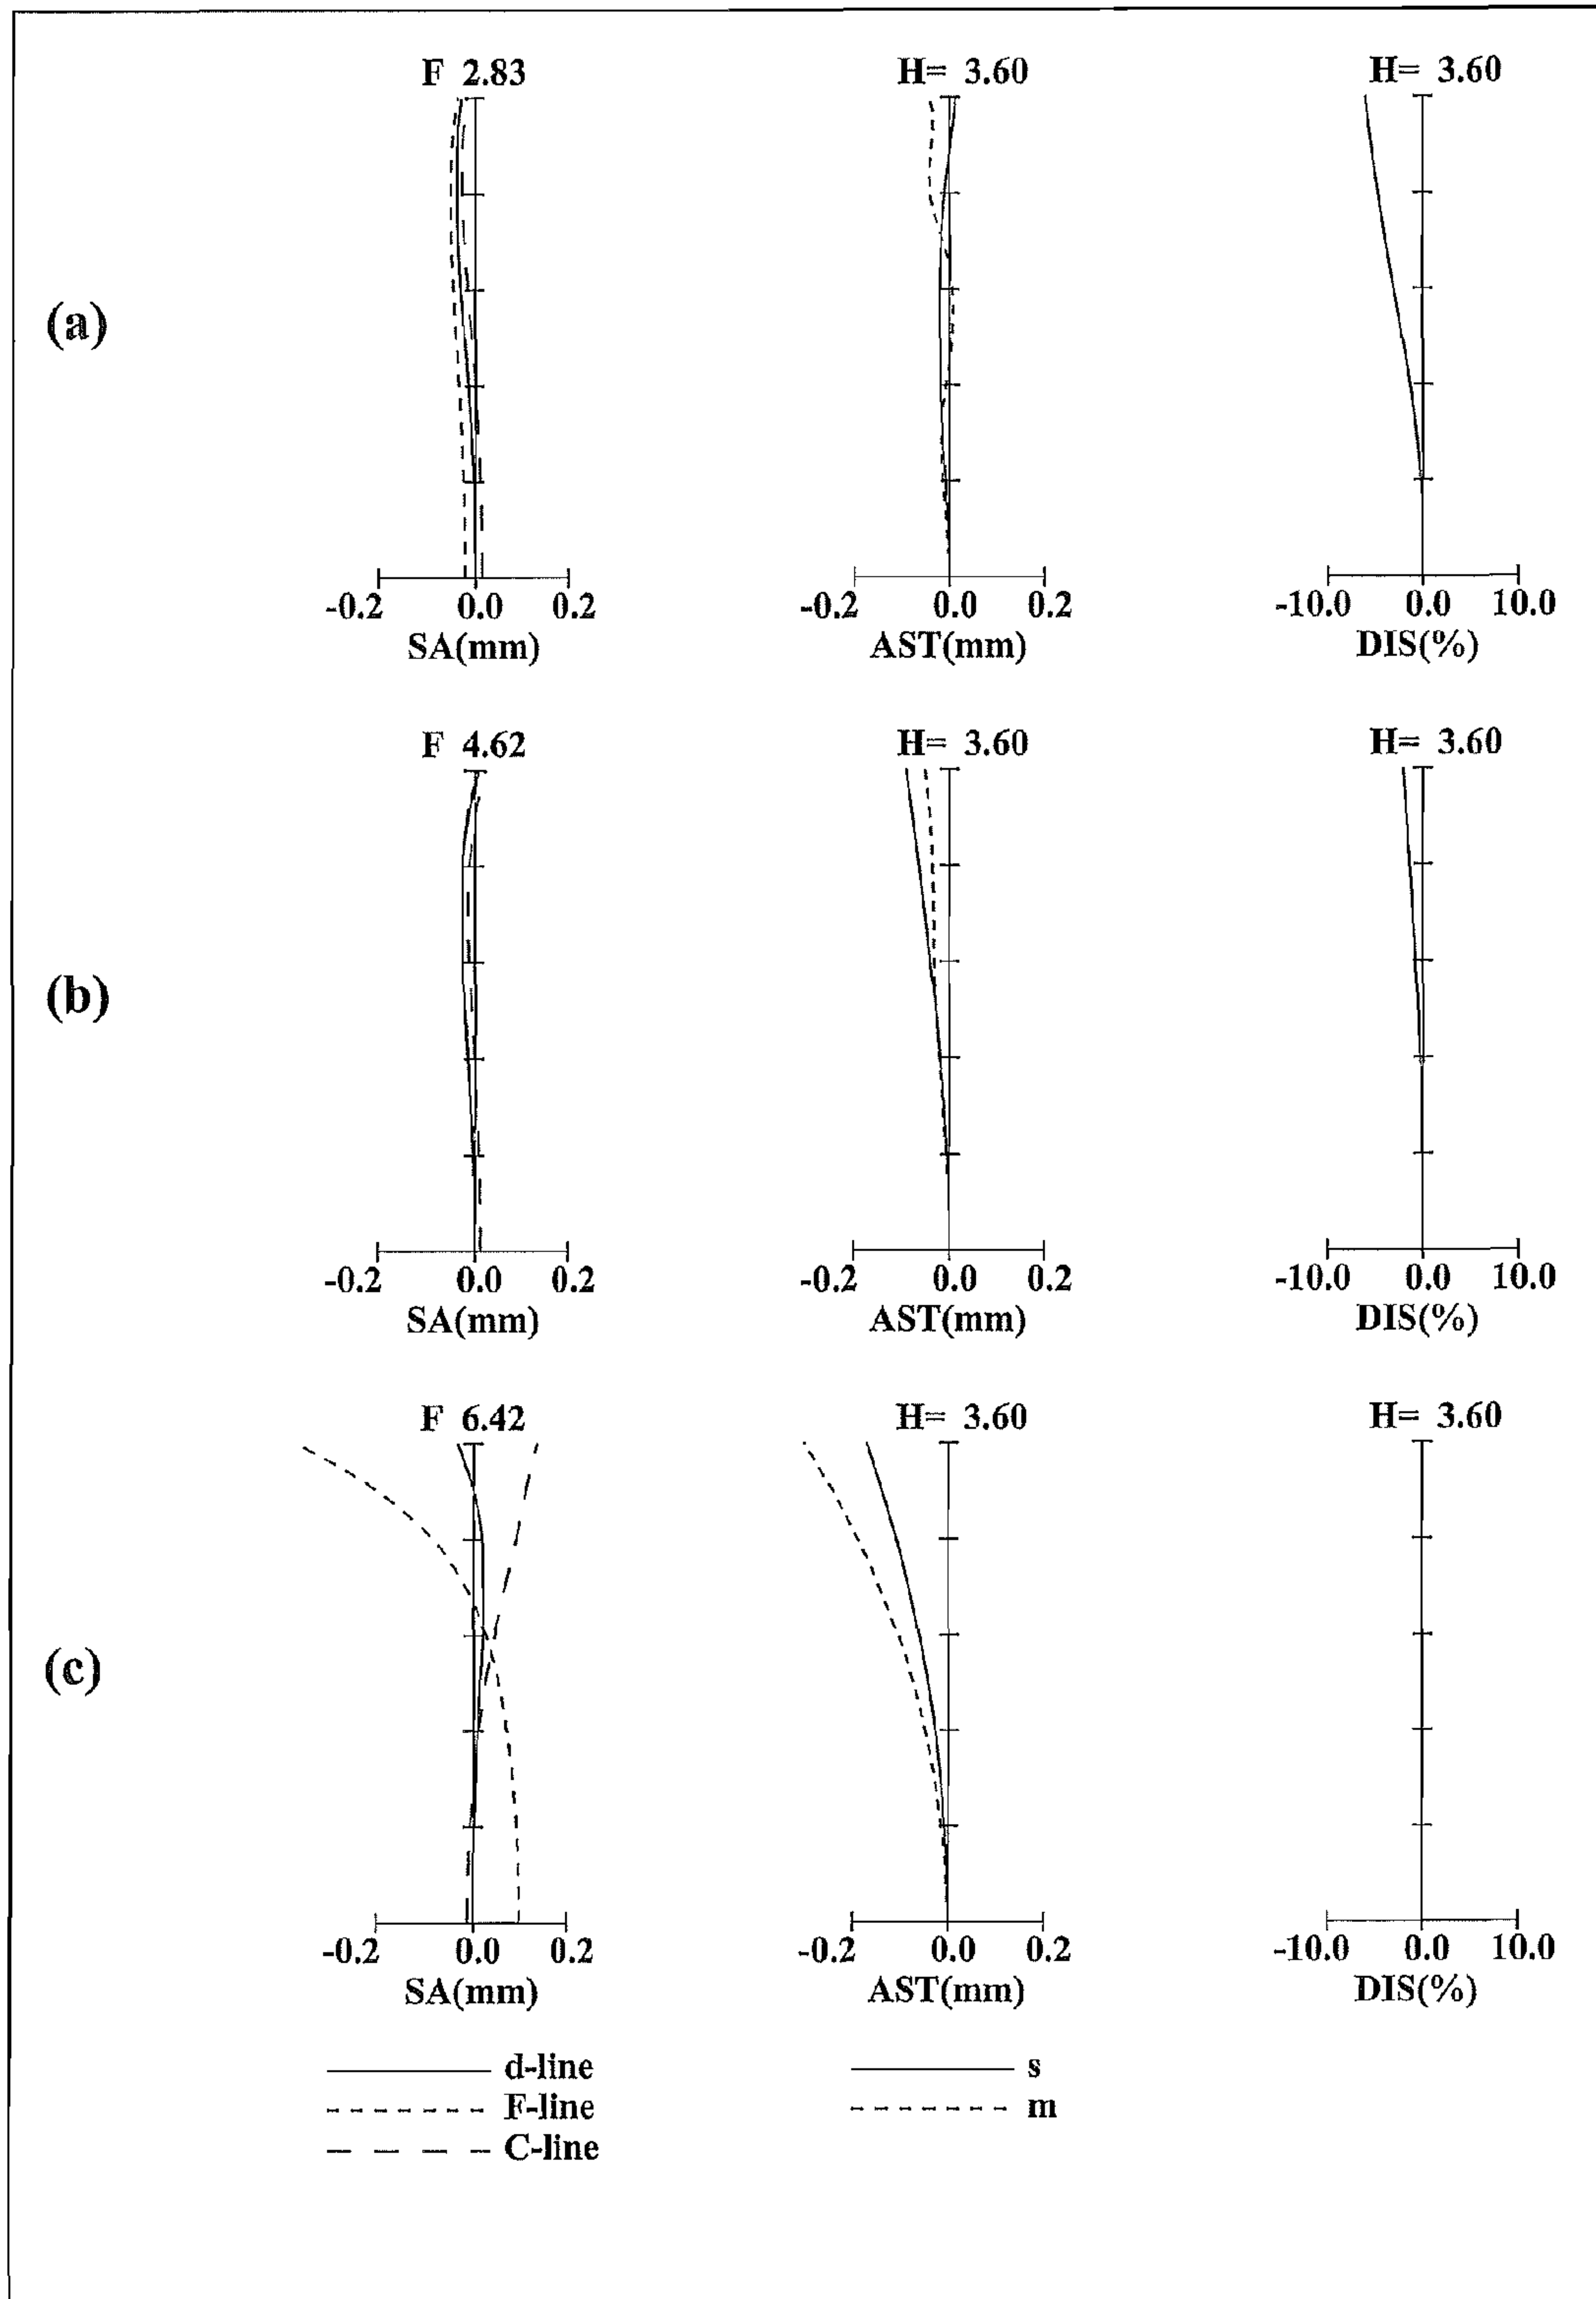 F 2.83 H= 3.60 H= 3.60
(a)
-0.2 0.0 0.2 -0.2 0.0 0.2 -10.0 0.0 10.0
SA(mm) AST(mm) DIS(%)
F 4.62 H= 3.60 H= 3.60
(b)
-0.2 0.0 0.2 -0.2 0.0 0.2 -10.0 0.0 10.0
SA(mm) AST(mm) DIS(%)
F 6.42 H= 3.60 H= 3.60
(c)
-0.2 0.0 0.2 -0.2 0.0 0.2 -10.0 0.0 10.0
SA(mm) AST(mm) DIS(%)
d-line s
F-line m
C-line